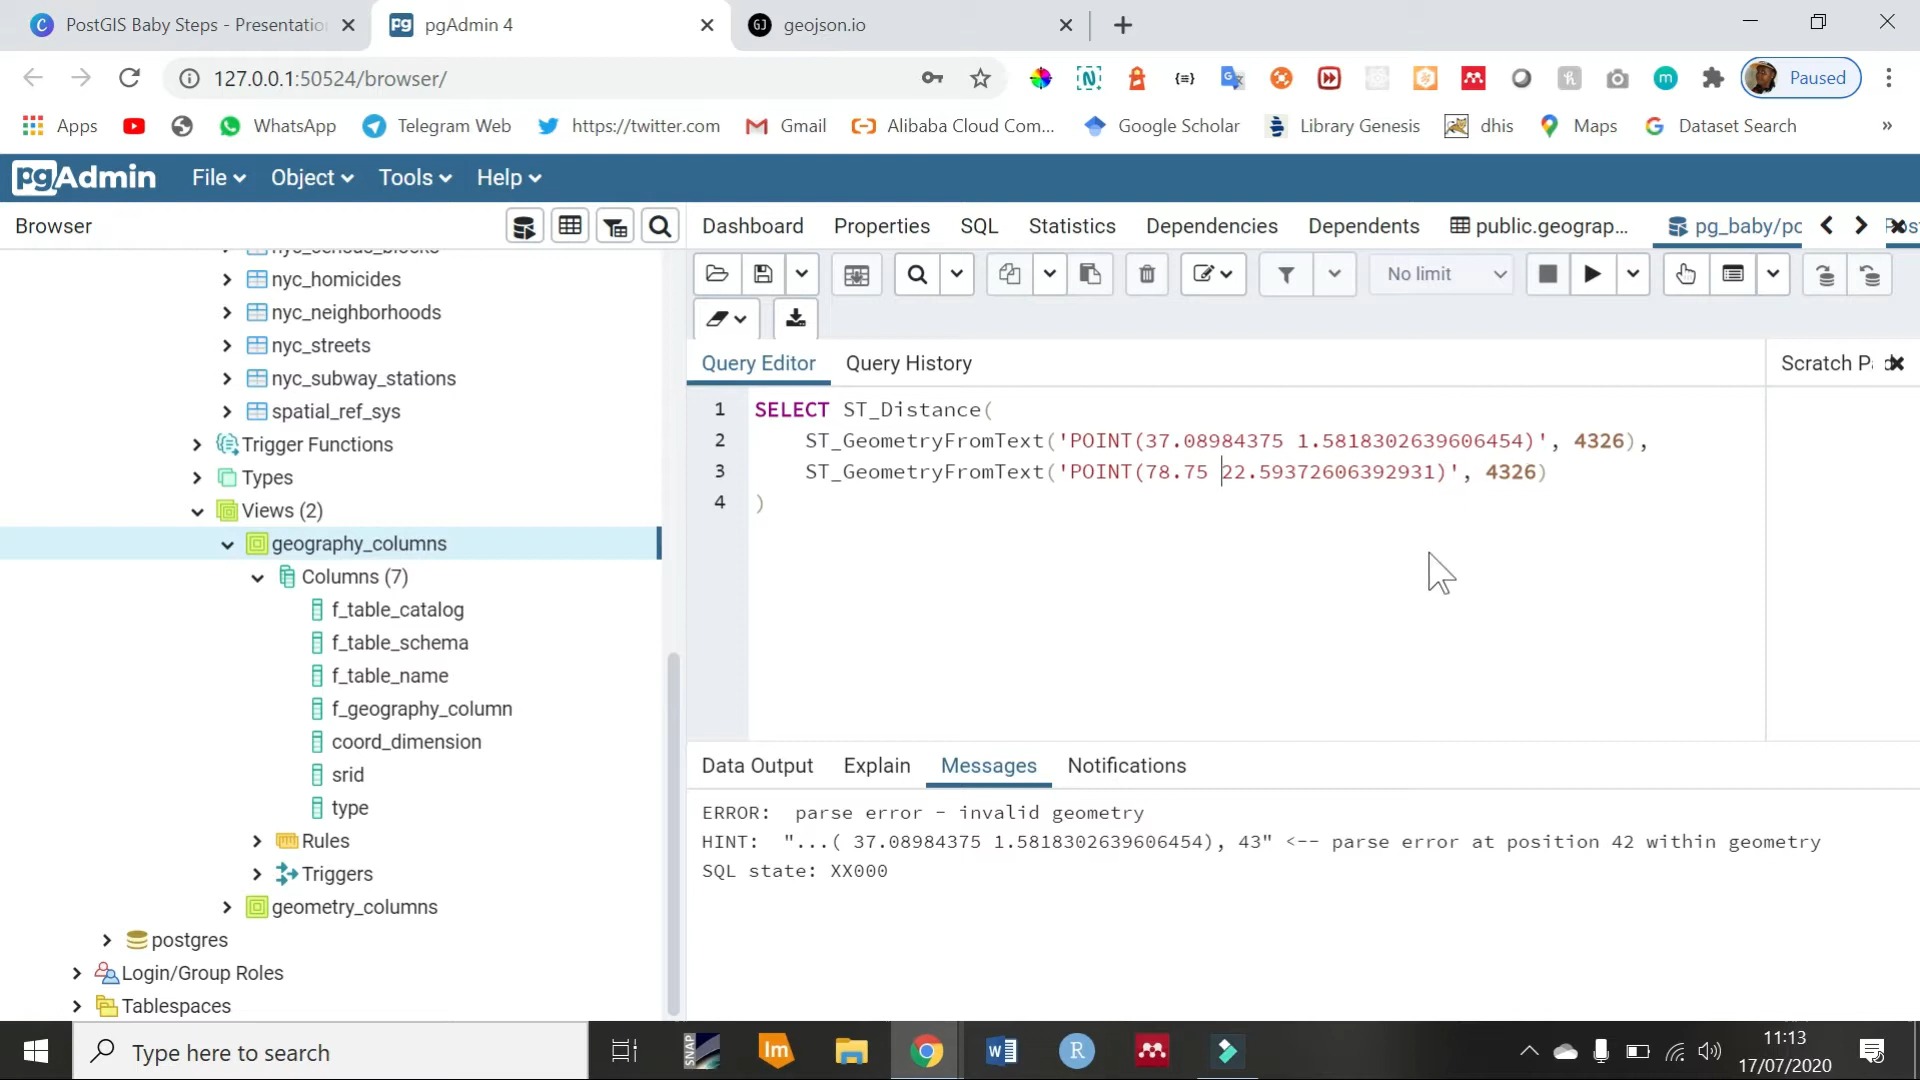 PostGIS Baby Steps - Presentatio
pgAdmin 4
geojson.io
127.0.0.1:50524/browser/
Paused
Apps
WhatsApp
Telegram Web
https://twitter.com
Gmail
Alibaba Cloud Com...
Google Scholar
Library Genesis
dhis
Maps
Dataset Search
»
pgAdmin
File
Object
Tools
Help
Browser
Dashboard
Properties
SQL
Statistics
Dependencies
Dependents
public.geograp...
pg_baby/po
nyc_census_blocks
nyc_homicides
nyc_neighborhoods
nyc_streets
nyc_subway_stations
spatial_ref_sys
Trigger Functions
Types
Views (2)
geography_columns
Columns (7)
f_table_catalog
f_table_schema
f_table_name
f_geography_column
coord_dimension
srid
type
Rules
Triggers
geometry_columns
postgres
Login/Group Roles
Tablespaces
No limit
Query Editor
Query History
Scratch P
1 SELECT ST_Distance(
2 ST_GeometryFromText('POINT(37.08984375 1.5818302639606454)', 4326),
3 ST_GeometryFromText('POINT(78.75 22.59372606392931)', 4326)
4 )
Data Output
Explain
Messages
Notifications
ERROR: parse error - invalid geometry
HINT: "...( 37.08984375 1.5818302639606454), 43" <-- parse error at position 42 within geometry
SQL state: XX000
Type here to search
SNAP
Im
11:13
17/07/2020